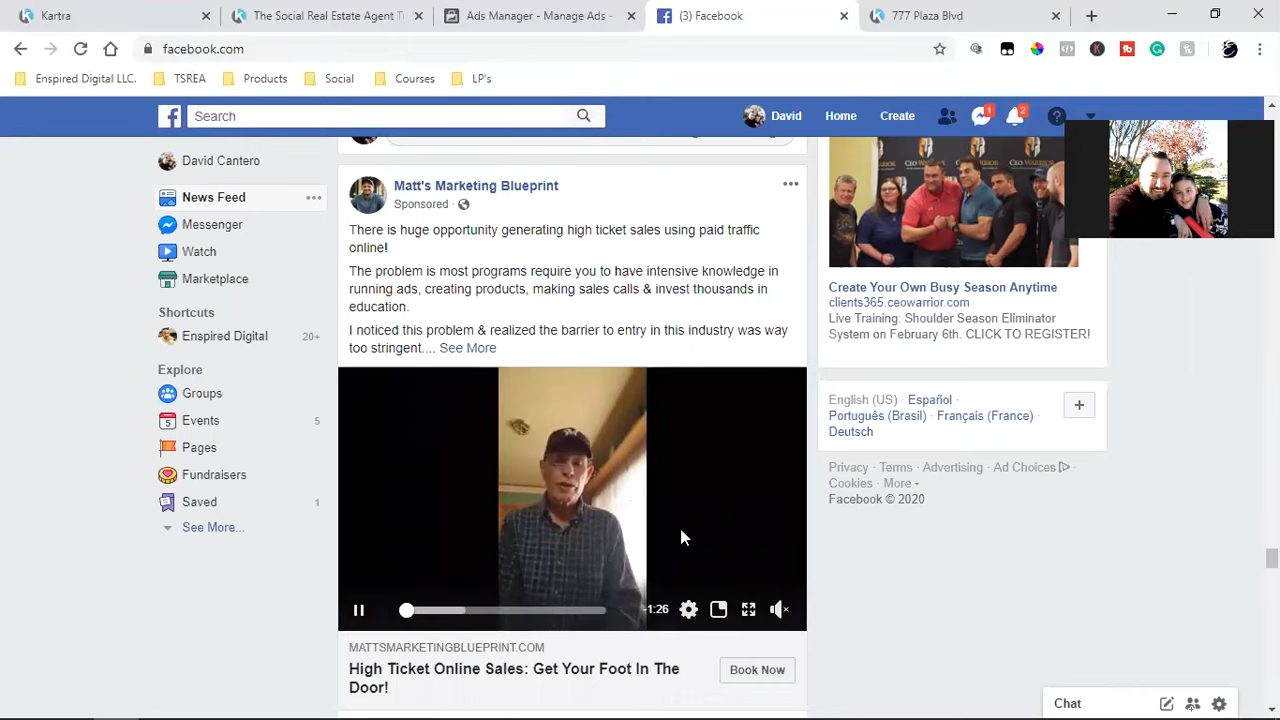 Kartra
The Social Real Estate Agent T
Ads Manager - Manage Ads -
(3) Facebook
777 Plaza Blvd
facebook.com
Enspired Digital LLC.
TSREA
Products
Social
Courses
LP's
Search
David
Home
Create
1
2
David Cantero
News Feed
Messenger
Watch
Marketplace
Shortcuts
Enspired Digital 20+
Explore
Groups
Events 5
Pages
Fundraisers
Saved 1
See More...
Matt's Marketing Blueprint
Sponsored ·
There is huge opportunity generating high ticket sales using paid traffic
online!
The problem is most programs require you to have intensive knowledge in
running ads, creating products, making sales calls & invest thousands in
education.
I noticed this problem & realized the barrier to entry in this industry was way
too stringent.... See More
-1:26
MATTSMARKETINGBLUEPRINT.COM
High Ticket Online Sales: Get Your Foot In The
Door!
Book Now
CEO WARRIOR
Create Your Own Busy Season Anytime
clients365.ceowarrior.com
Live Training: Shoulder Season Eliminator
System on February 6th. CLICK TO REGISTER!
English (US) · Español ·
Português (Brasil) · Français (France) ·
Deutsch
Privacy · Terms · Advertising · Ad Choices ·
Cookies · More
Facebook © 2020
Chat